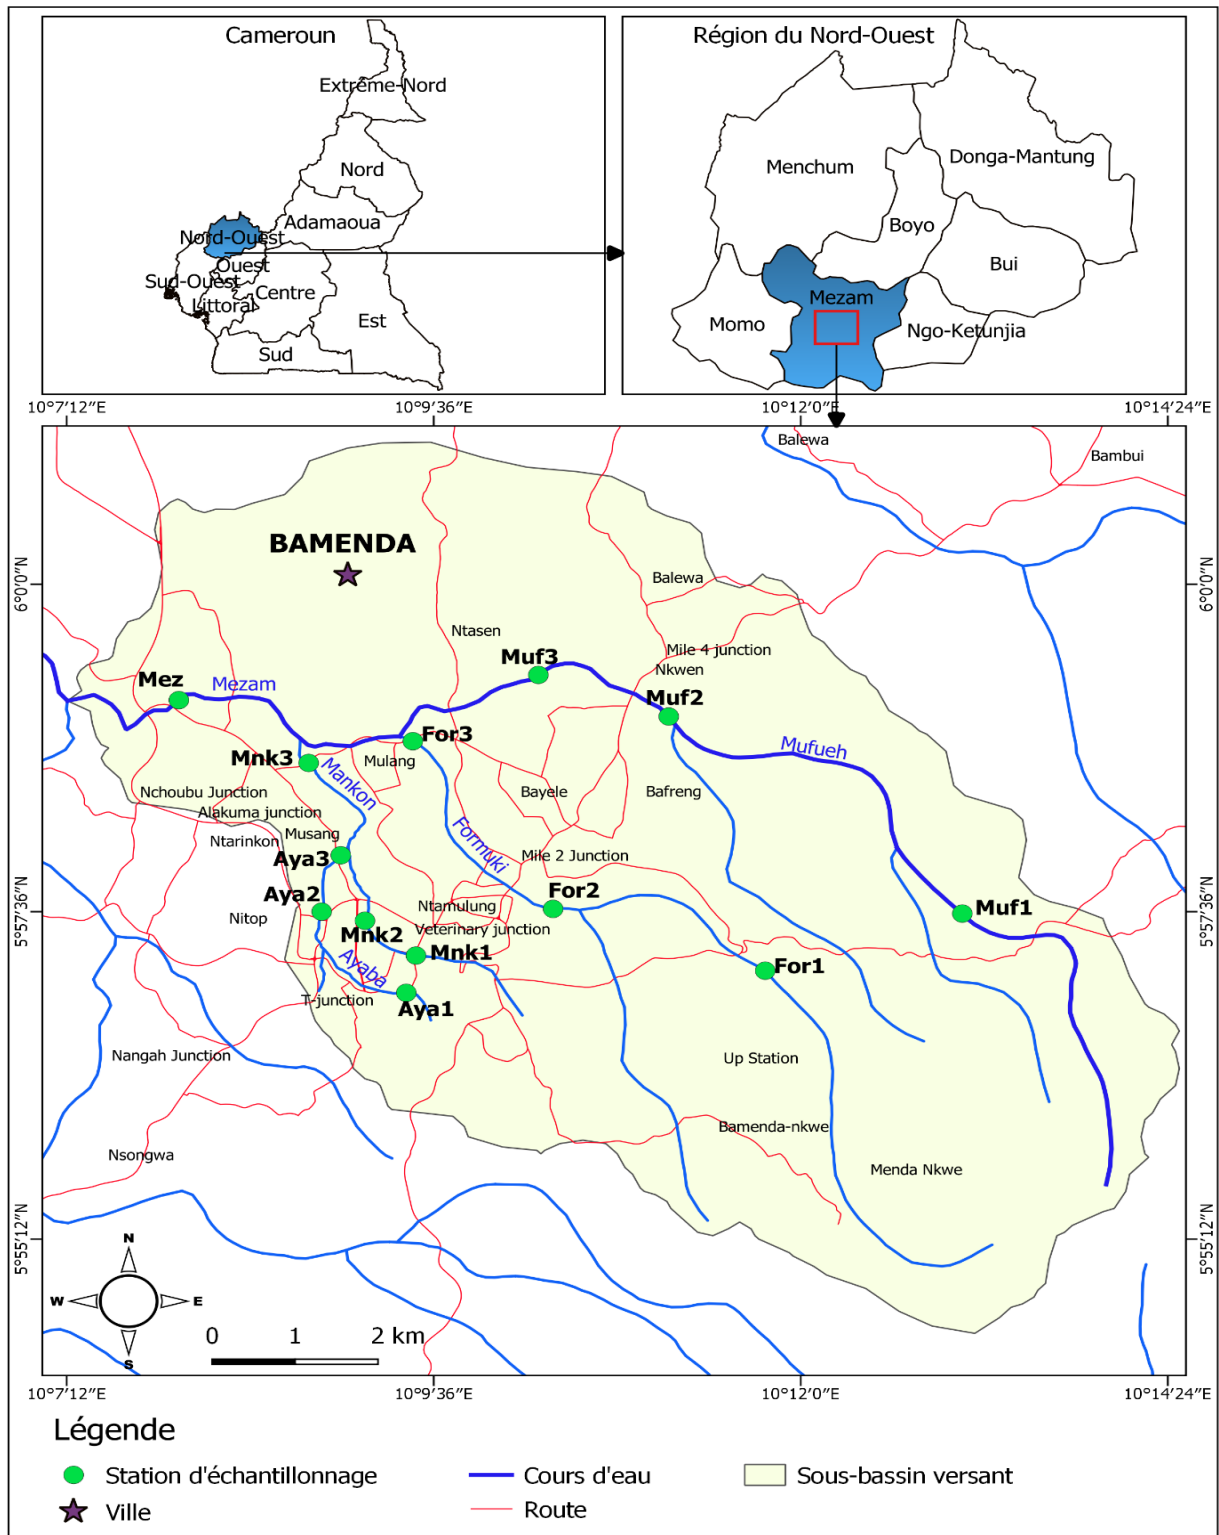 Cameroun
Extrême-Nord
Nord
Adamaoua
Nord-Ouest
Ouest
Sud-Ouest
Littoral
Centre
Est
Sud
Région du Nord-Ouest
Menchum
Donga-Mantung
Boyo
Bui
Mezam
Momo
Ngo-Ketunjia
10°7'12"E
10°9'36"E
10°12'0"E
10°14'24"E
Balewa
Bambui
BAMENDA
6°0'0"N
6°0'0"N
Balewa
Ntasen
Mile 4 junction
Muf3
Nkwen
Mez
Mezam
Muf2
For3
Mufueh
Mnk3
Mulang
Mankon
Nchoubu Junction
Bayele
Bafreng
Alakuma junction
Musang
Ntarinkon
Formuki
Aya3
Mile 2 Junction
Aya2
For2
Ntamulung
Muf1
5°57'36"N
5°57'36"N
Nitop
Mnk2
Veterinary junction
Mnk1
Ayaba
For1
T-junction
Aya1
Nangah Junction
Up Station
Bamenda-nkwe
Nsongwa
Menda Nkwe
5°55'12"N
5°55'12"N
N
W
E
S
0 1 2 km
10°7'12"E
10°9'36"E
10°12'0"E
10°14'24"E
Légende
Station d'échantillonnage
Cours d'eau
Sous-bassin versant
Ville
Route